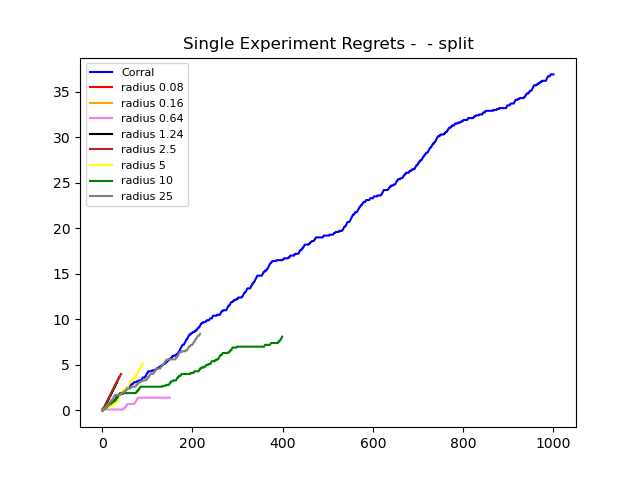 Single Experiment Regrets -  - split
Corral
radius 0.08
radius 0.16
radius 0.64
radius 1.24
radius 2.5
radius 5
radius 10
radius 25
35
30
25
20
15
10
5
0
0 200 400 600 800 1000